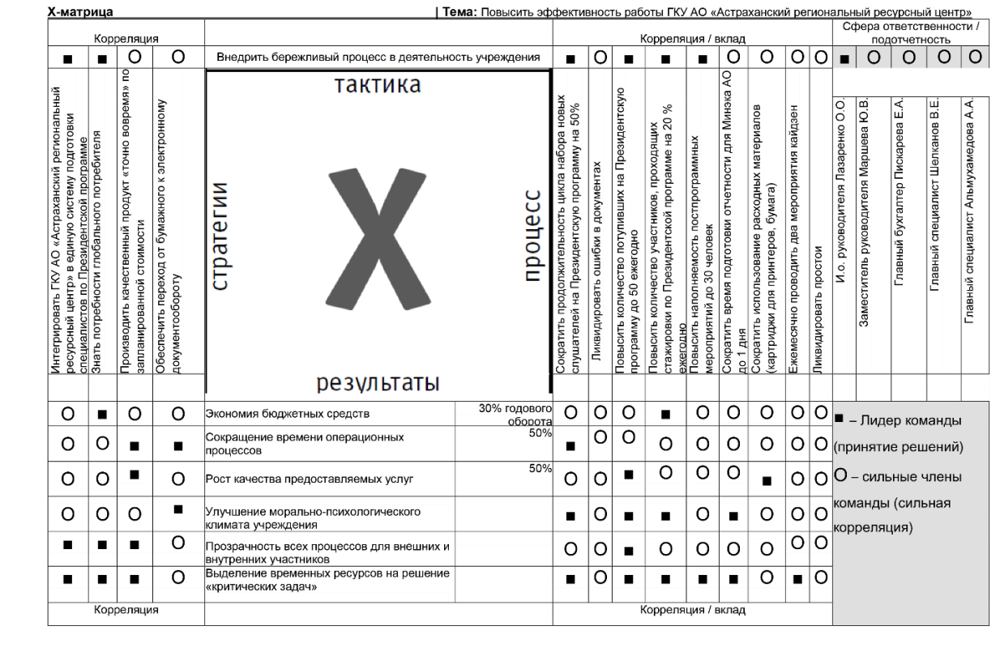 Х-матрица | Тема: Повысить эффективность работы ГКУ АО «Астраханский региональный ресурсный центр»
Корреляция
Корреляция / вклад
Сфера ответственности /
подотчетность
■ ■ O O Внедрить бережливый процесс в деятельность учреждения ■ O ■ ■ ■ O O O O ■ O O O O
Интегрировать ГКУ АО «Астраханский региональный
ресурсный центр» в единую систему подготовки
специалистов по Президентской программе
Знать потребности глобального потребителя
Производить качественный продукт «точно вовремя» по
запланированной стоимости
Обеспечить переход от бумажного к электронному
документообороту
тактика
стратегии
X
процесс
результаты
Сократить продолжительность цикла набора новых
слушателей на Президентскую программу на 50%
Ликвидировать ошибки в документах
Повысить количество потупивших на Президентскую
программу до 50 ежегодно
Повысить количество участников, проходящих
стажировки по Президентской программе на 20 %
ежегодно
Повысить наполняемость постпрограммных
мероприятий до 30 человек
Сократить время подготовки отчетности для Минэка АО
до 1 дня
Сократить использование расходных материалов
(картриджи для принтеров, бумага)
Ежемесячно проводить два мероприятия кайдзен
Ликвидировать простои
И.о. руководителя Лазаренко О.О.
Заместитель руководителя Маршева Ю.В.
Главный бухгалтер Пискарева Е.А.
Главный специалист Шелканов В.Е.
Главный специалист Альмухамедова А.А.
O ■ O O Экономия бюджетных средств 30% годового
оборота O O O ■ O O O O O
O O ■ ■ Сокращение времени операционных
процессов 50% ■ O O O O O O O O
O O ■ O Рост качества предоставляемых услуг 50% O O ■ O O O ■ O O
O O O ■ Улучшение морально-психологического
климата учреждения ■ O ■ ■ O ■ O O O
■ ■ ■ O Прозрачность всех процессов для внешних и
внутренних участников O O ■ O O O O O O
■ ■ ■ O Выделение временных ресурсов на решение
«критических задач» ■ O ■ ■ ■ ■ O ■ O
Корреляция
Корреляция / вклад
■ – Лидер команды
(принятие решений)
O – сильные члены
команды (сильная
корреляция)